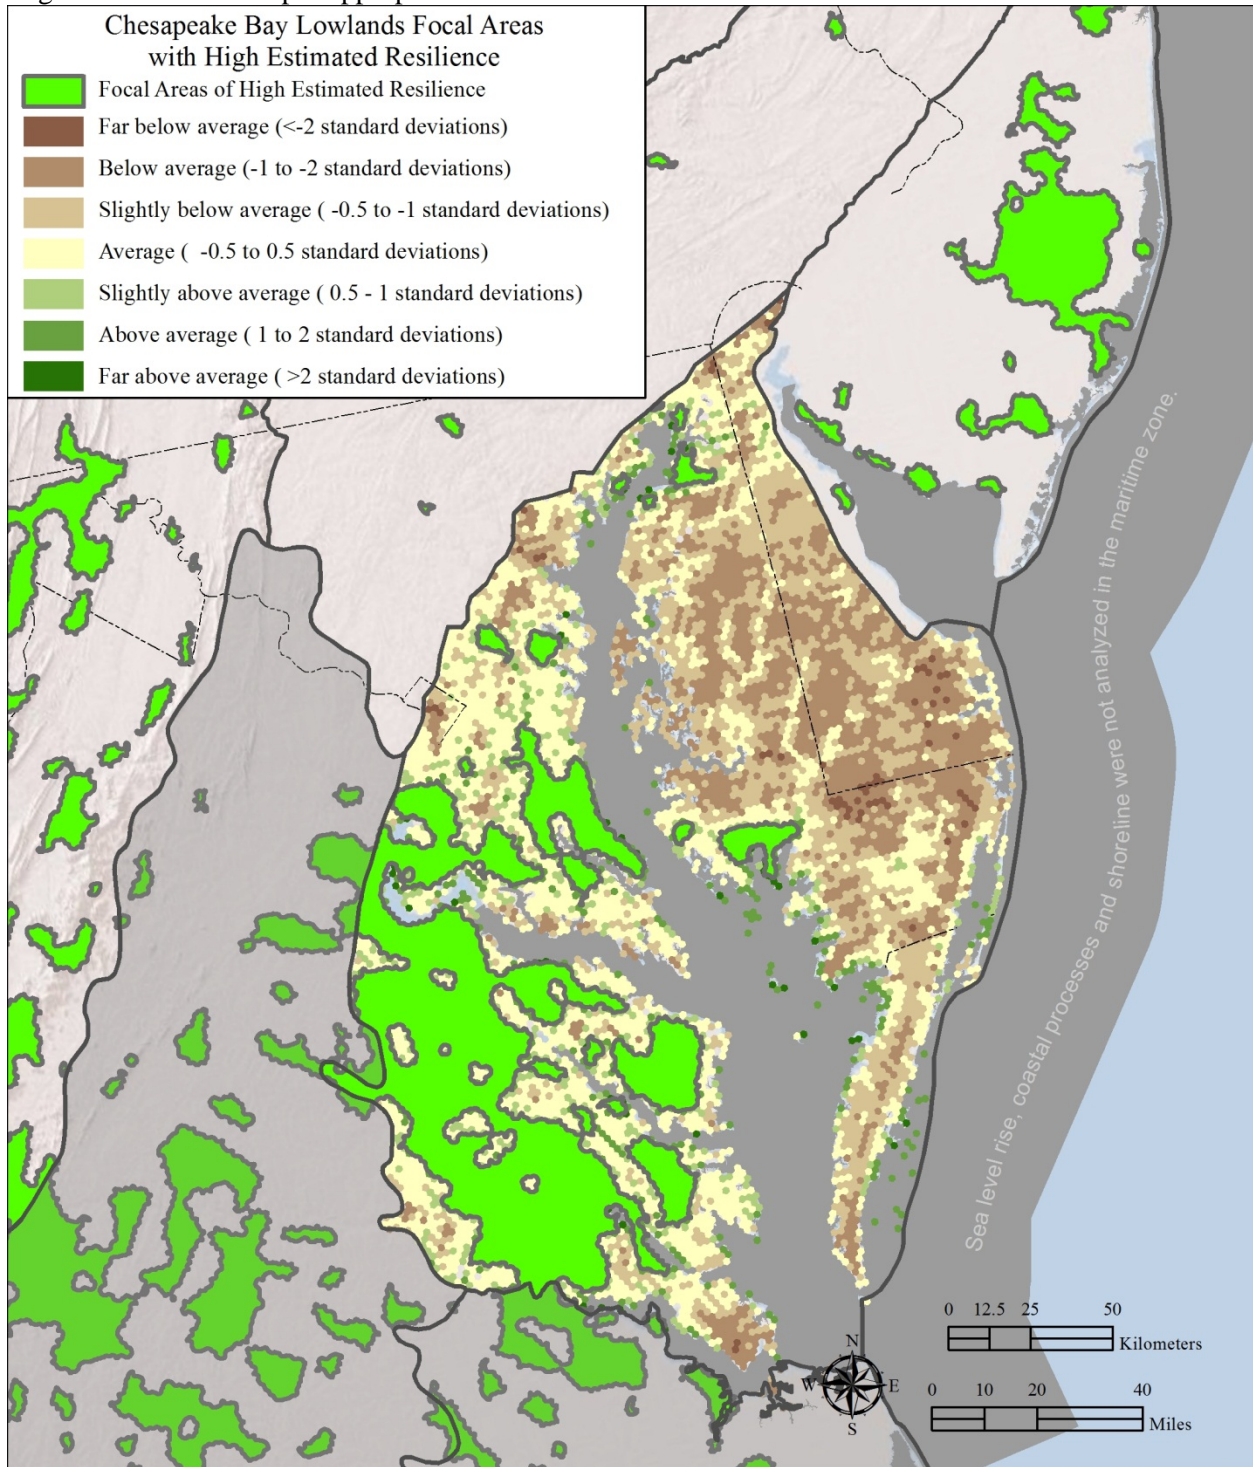 Chesapeake Bay Lowlands Focal Areas
with High Estimated Resilience
Focal Areas of High Estimated Resilience
Far below average (<-2 standard deviations)
Below average (-1 to -2 standard deviations)
Slightly below average ( -0.5 to -1 standard deviations)
Average ( -0.5 to 0.5 standard deviations)
Slightly above average ( 0.5 - 1 standard deviations)
Above average ( 1 to 2 standard deviations)
Far above average ( >2 standard deviations)
Sea level rise, coastal processes and shoreline were not analyzed in the maritime zone.
0 12.5 25 50
Kilometers
N
W E
S
0 10 20 40
Miles